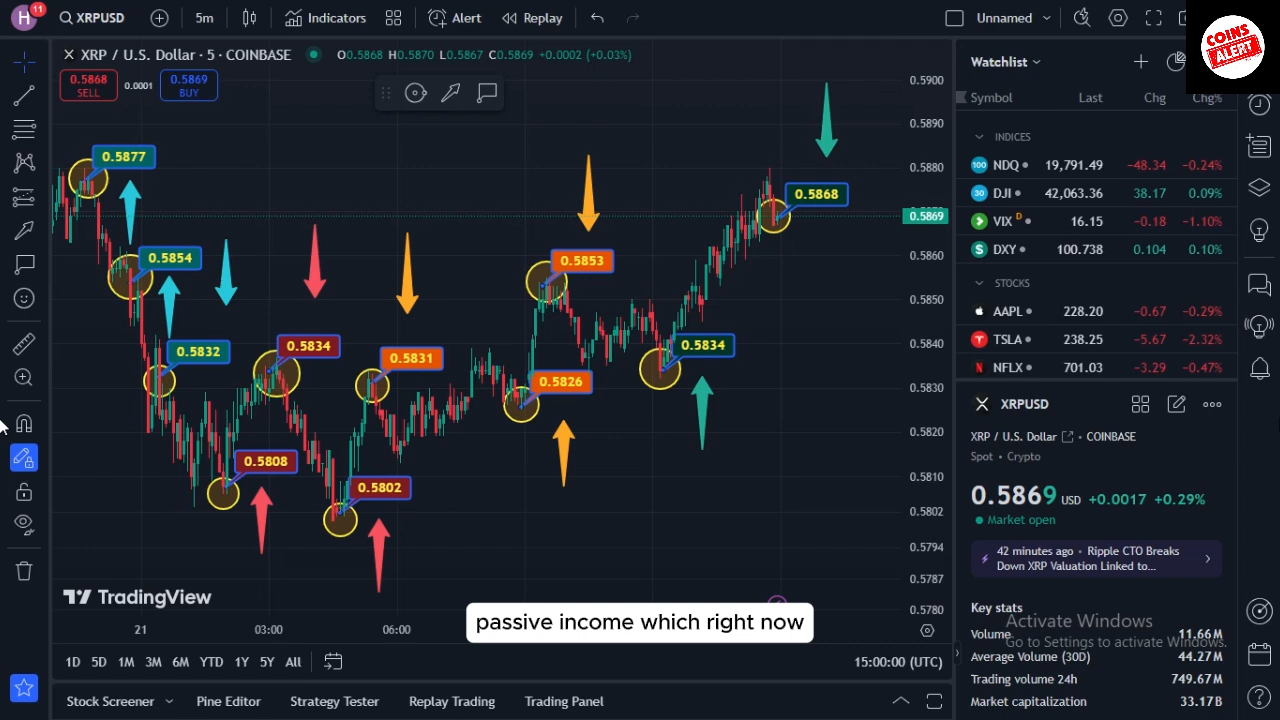 H
11
XRPUSD
5m
Indicators
Alert
Replay
Unnamed
COINS
ALERT
XRP / U.S. Dollar · 5 · COINBASE
O0.5868 H0.5870 L0.5867 C0.5869 +0.0002 (+0.03%)
0.5868
SELL
0.0001
0.5869
BUY
0.5900
0.5890
0.5880
0.5869
0.5860
0.5850
0.5840
0.5830
0.5820
0.5810
0.5802
0.5794
0.5787
0.5780
0.5877
0.5854
0.5832
0.5808
0.5834
0.5802
0.5831
0.5853
0.5826
0.5834
0.5868
TradingView
21
03:00
06:00
passive income which right now
1D 5D 1M 3M 6M YTD 1Y 5Y All
15:00:00 (UTC)
Stock Screener
Pine Editor
Strategy Tester
Replay Trading
Trading Panel
Watchlist
Symbol Last Chg Chg%
INDICES
100 NDQ 19,791.49 −48.34 −0.24%
30 DJI 42,063.36 38.17 0.09%
VIX D 16.15 −0.18 −1.10%
$ DXY 100.738 0.104 0.10%
STOCKS
AAPL 228.20 −0.67 −0.29%
TSLA 238.25 −5.67 −2.32%
N NFLX 701.03 −3.29 −0.47%
XRPUSD
XRP / U.S. Dollar · COINBASE
Spot · Crypto
0.5869 USD +0.0017 +0.29%
Market open
42 minutes ago · Ripple CTO Breaks
Down XRP Valuation Linked to...
Key stats
Activate Windows
Volume 11.66M
Go to Settings to activate Windows.
Average Volume (30D) 44.27M
Trading volume 24h 749.67M
Market capitalization 33.17B